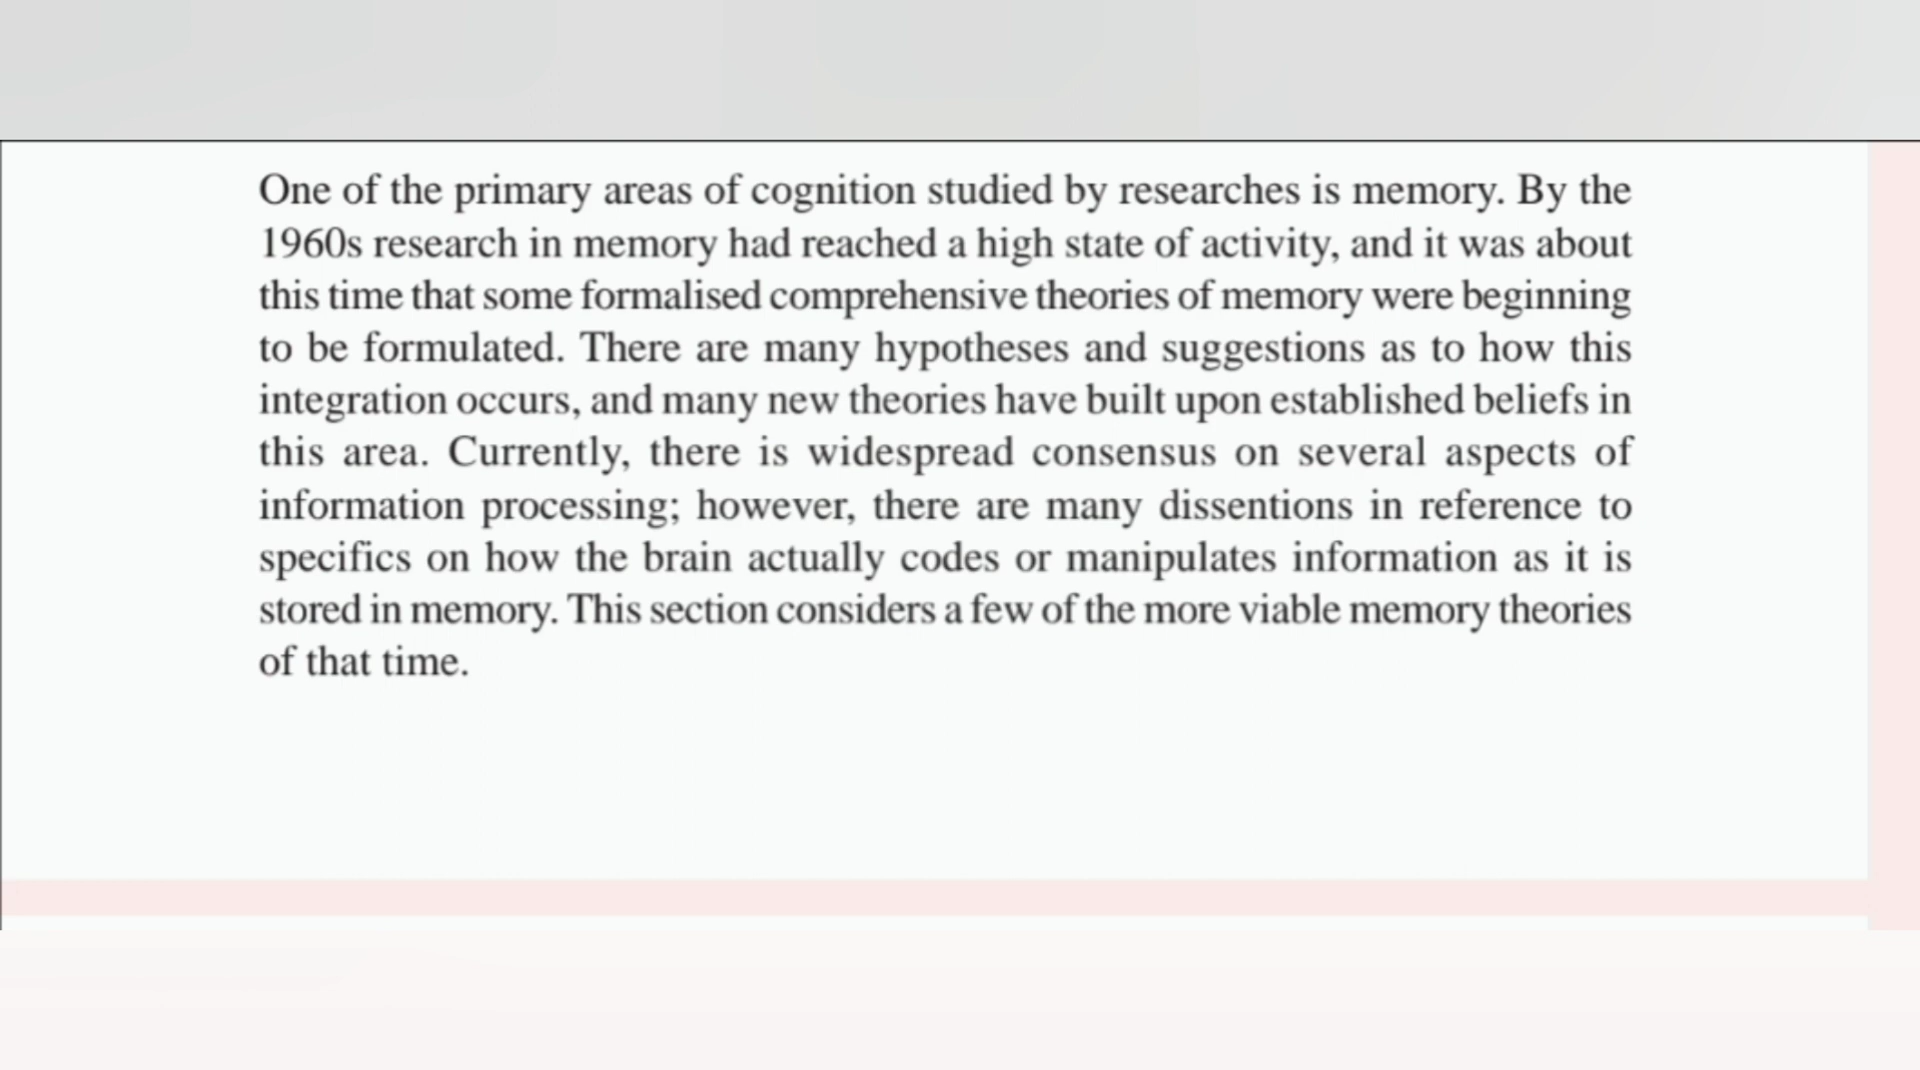 One of the primary areas of cognition studied by researches is memory. By the
1960s research in memory had reached a high state of activity, and it was about
this time that some formalised comprehensive theories of memory were beginning
to be formulated. There are many hypotheses and suggestions as to how this
integration occurs, and many new theories have built upon established beliefs in
this area. Currently, there is widespread consensus on several aspects of
information processing; however, there are many dissentions in reference to
specifics on how the brain actually codes or manipulates information as it is
stored in memory. This section considers a few of the more viable memory theories
of that time.